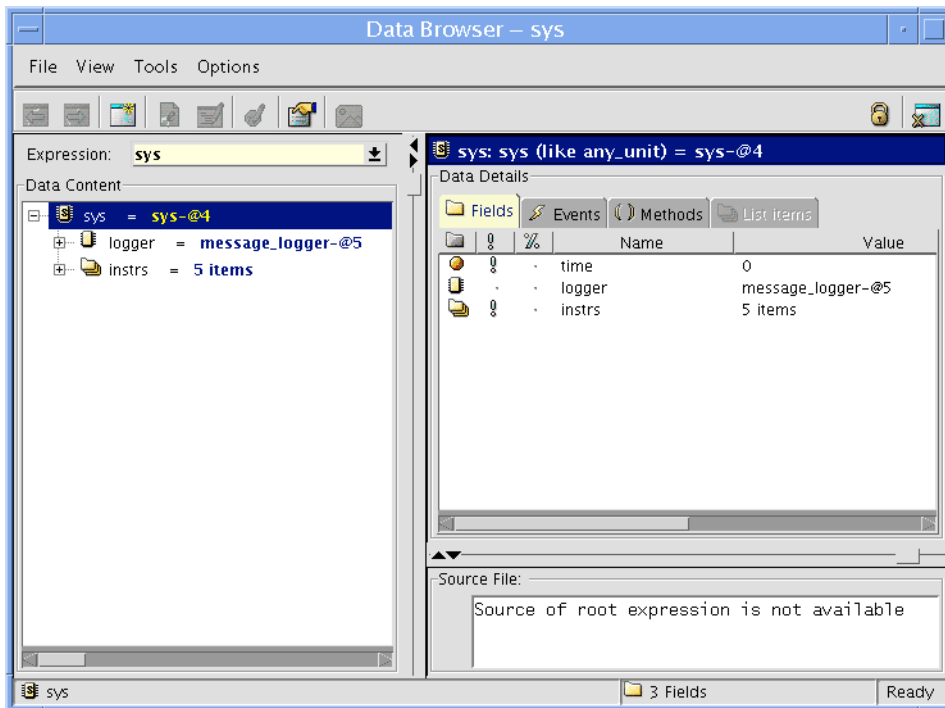 Data Browser – sys
File View Tools Options
Expression: sys
Data Content
sys = sys-@4
logger = message_logger-@5
instrs = 5 items
sys: sys (like any_unit) = sys-@4
Data Details
Fields Events Methods List items
% Name Value
time 0
logger message_logger-@5
instrs 5 items
Source File:
Source of root expression is not available
sys 3 Fields Ready